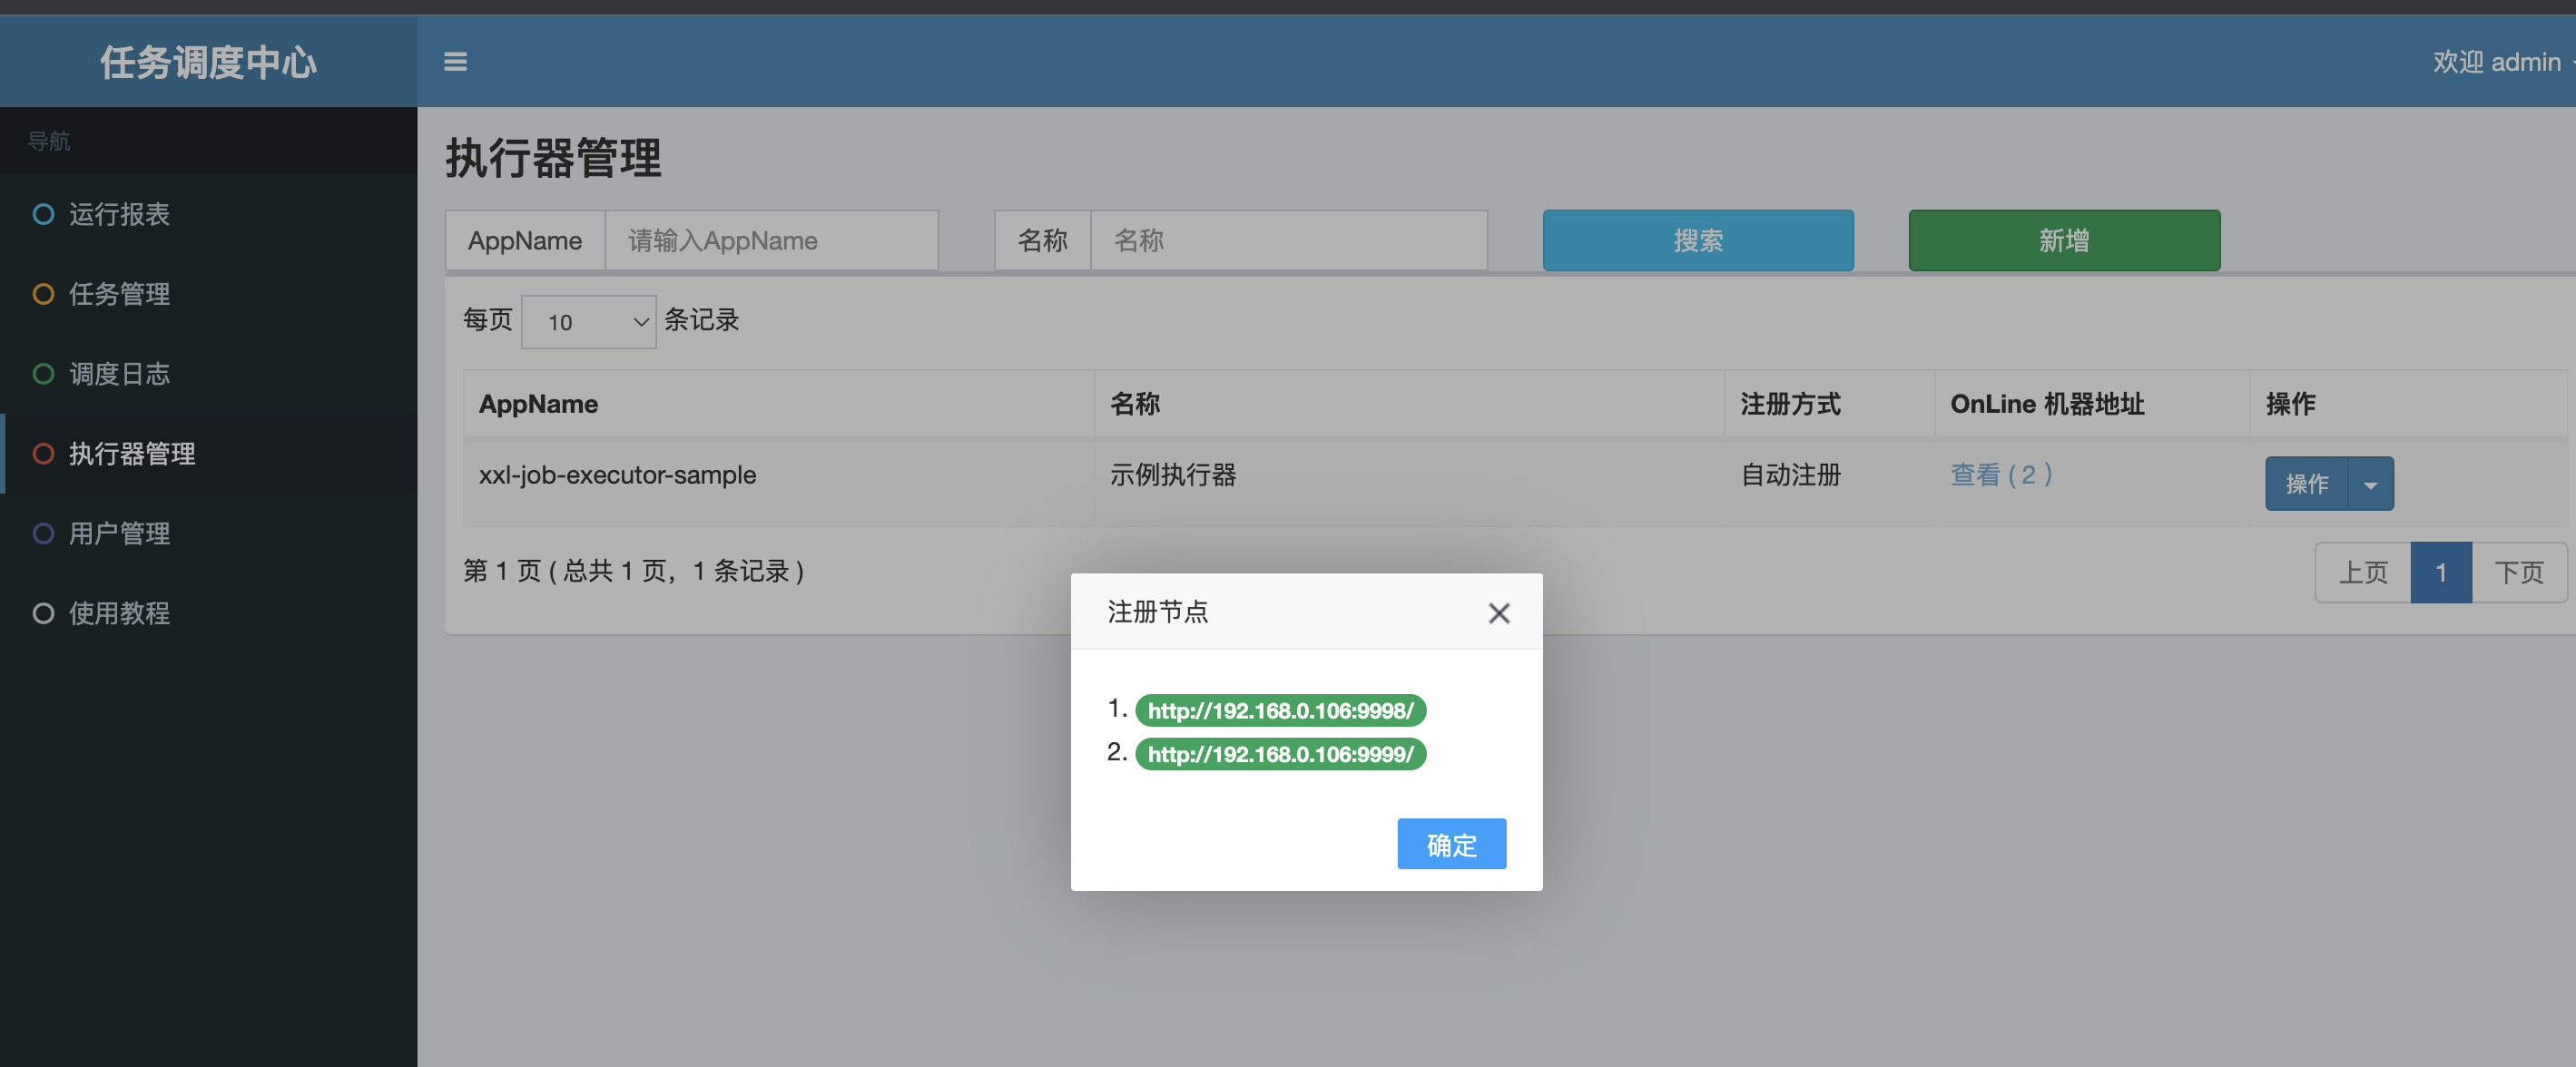 任务调度中心
欢迎 admin
导航
运行报表
任务管理
调度日志
执行器管理
用户管理
使用教程
执行器管理
AppName 请输入AppName 名称 名称 搜索 新增
每页 10 条记录
AppName 名称 注册方式 OnLine 机器地址 操作
xxl-job-executor-sample 示例执行器 自动注册 查看 ( 2 ) 操作
第 1 页 ( 总共 1 页，1 条记录 ) 上页 1 下页
注册节点
1. http://192.168.0.106:9998/
2. http://192.168.0.106:9999/
确定